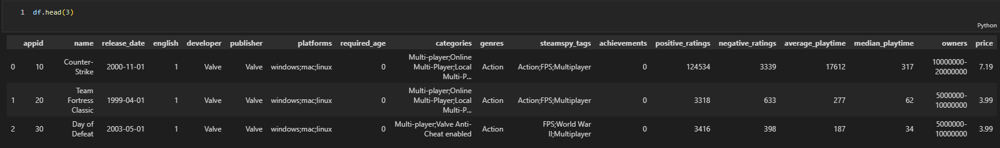 1 df.head(3)
Python
appid name release_date english developer publisher platforms required_age categories genres steamspy_tags achievements positive_ratings negative_ratings average_playtime median_playtime owners price
0 10 Counter-Strike 2000-11-01 1 Valve Valve windows;mac;linux 0 Multi-player;Online Multi-Player;Local Multi-P... Action Action;FPS;Multiplayer 0 124534 3339 17612 317 10000000-20000000 7.19
1 20 Team Fortress Classic 1999-04-01 1 Valve Valve windows;mac;linux 0 Multi-player;Online Multi-Player;Local Multi-P... Action Action;FPS;Multiplayer 0 3318 633 277 62 5000000-10000000 3.99
2 30 Day of Defeat 2003-05-01 1 Valve Valve windows;mac;linux 0 Multi-player;Valve Anti-Cheat enabled Action FPS;World War II;Multiplayer 0 3416 398 187 34 5000000-10000000 3.99